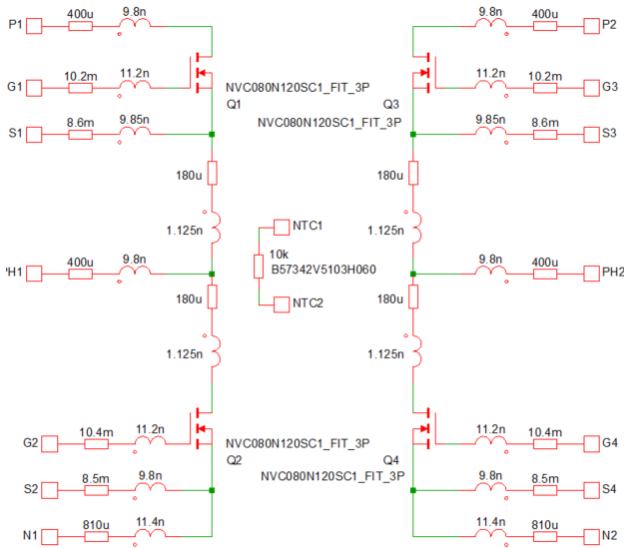 P1 400u 9.8n 9.8n 400u P2
G1 10.2m 11.2n NVC080N120SC1_FIT_3P 11.2n 10.2m G3
Q1 Q3
S1 8.6m 9.85n NVC080N120SC1_FIT_3P 9.85n 8.6m S3
180u 180u
1.125n NTC1 1.125n
10k
PH1 400u 9.8n B57342V5103H060 9.8n 400u PH2
180u NTC2 180u
1.125n 1.125n
G2 10.4m 11.2n NVC080N120SC1_FIT_3P 11.2n 10.4m G4
Q2 Q4
S2 8.5m 9.8n NVC080N120SC1_FIT_3P 9.8n 8.5m S4
N1 810u 11.4n 11.4n 810u N2